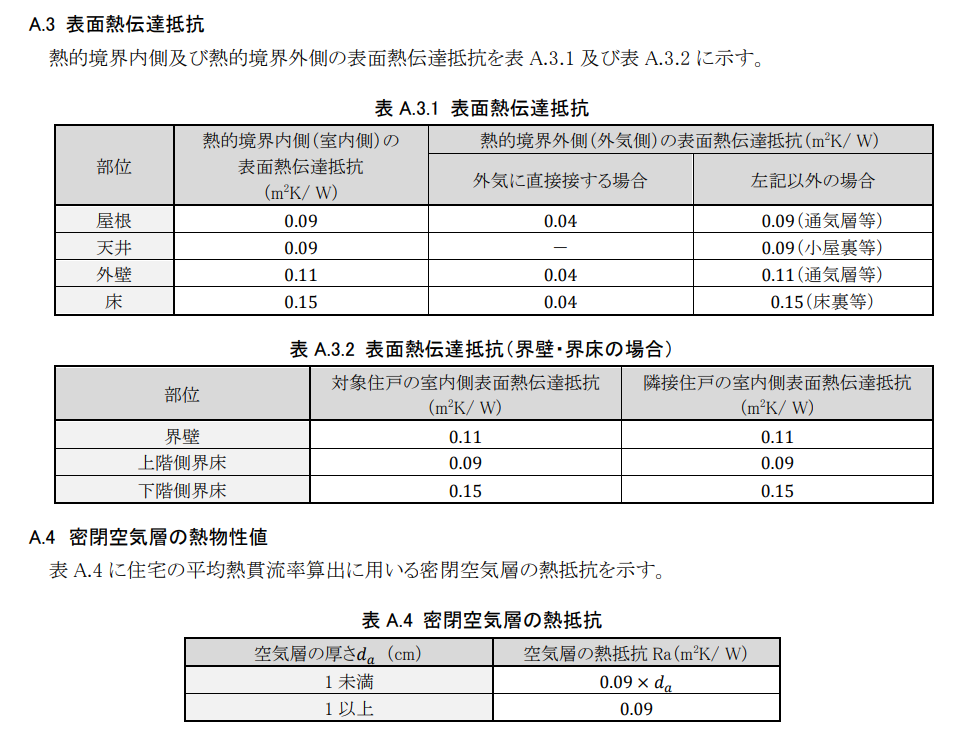 A.3 表面熱伝達抵抗
熱的境界内側及び熱的境界外側の表面熱伝達抵抗を表 A.3.1 及び表 A.3.2 に示す。
表 A.3.1 表面熱伝達抵抗
部位
熱的境界内側（室内側）の
表面熱伝達抵抗
（m²K/ W）
熱的境界外側（外気側）の表面熱伝達抵抗（m²K/ W）
外気に直接接する場合
左記以外の場合
屋根 0.09 0.04 0.09（通気層等）
天井 0.09 － 0.09（小屋裏等）
外壁 0.11 0.04 0.11（通気層等）
床 0.15 0.04 0.15（床裏等）
表 A.3.2 表面熱伝達抵抗（界壁・界床の場合）
部位
対象住戸の室内側表面熱伝達抵抗
（m²K/ W）
隣接住戸の室内側表面熱伝達抵抗
（m²K/ W）
界壁 0.11 0.11
上階側界床 0.09 0.09
下階側界床 0.15 0.15
A.4 密閉空気層の熱物性値
表 A.4 に住宅の平均熱貫流率算出に用いる密閉空気層の熱抵抗を示す。
表 A.4 密閉空気層の熱抵抗
空気層の厚さdₐ （cm） 空気層の熱抵抗 Ra（m²K/ W）
1 未満 0.09 × dₐ
1 以上 0.09